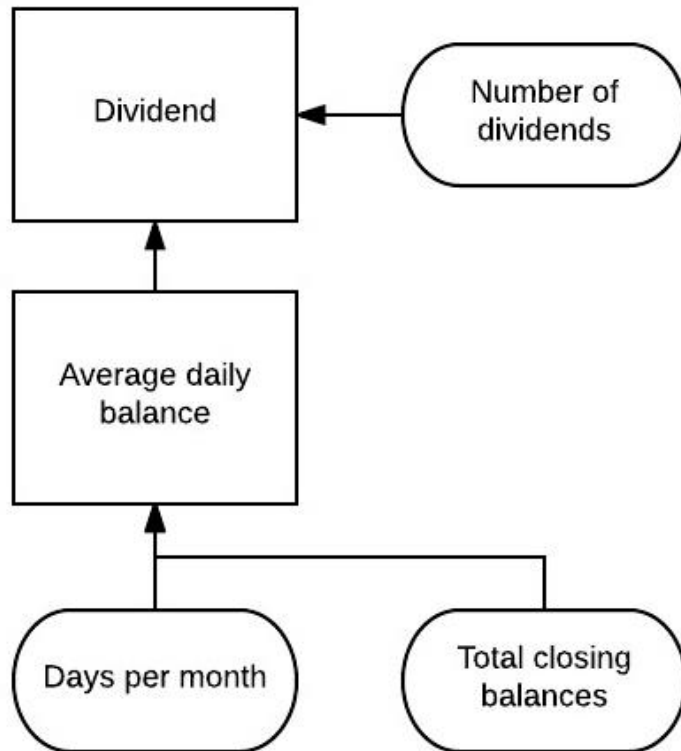 Dividend
Number of
dividends
Average daily
balance
Days per month
Total closing
balances